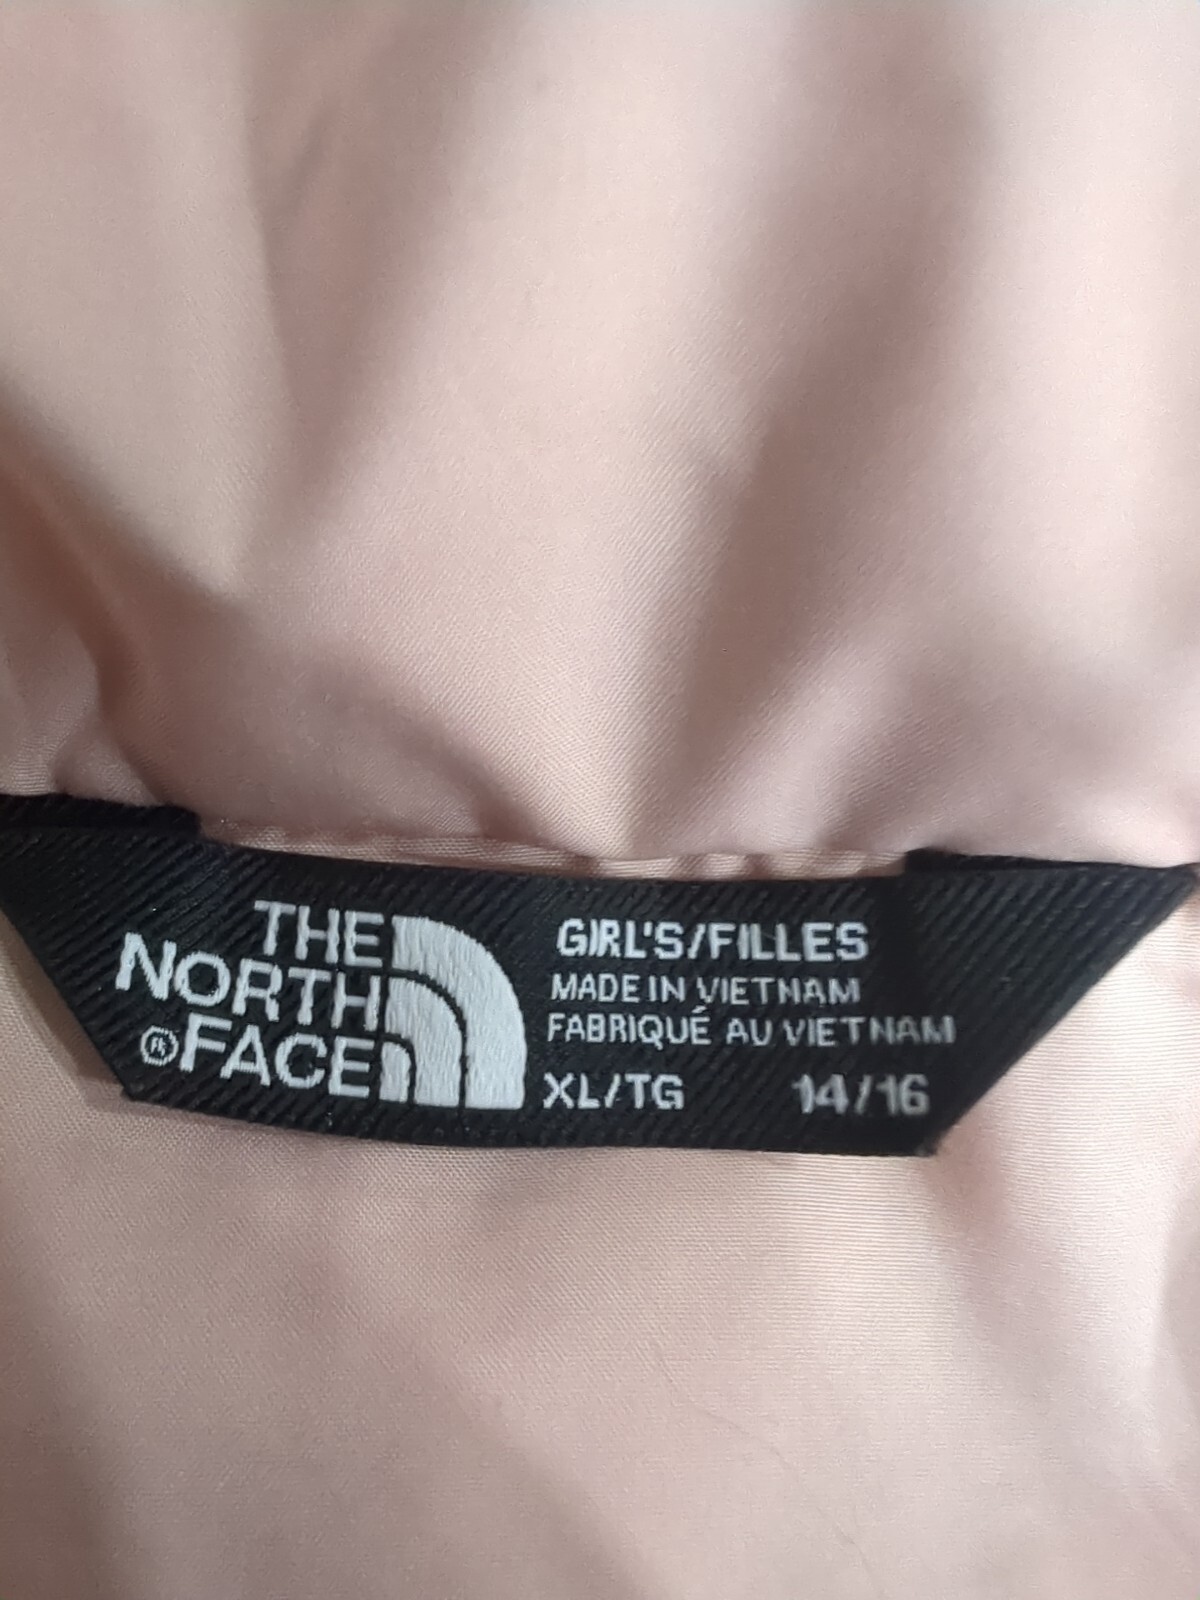 THE
NORTH
®FACE
GIRL'S/FILLES
MADE IN VIETNAM
FABRIQUÉ AU VIETNAM
XL/TG 14/16